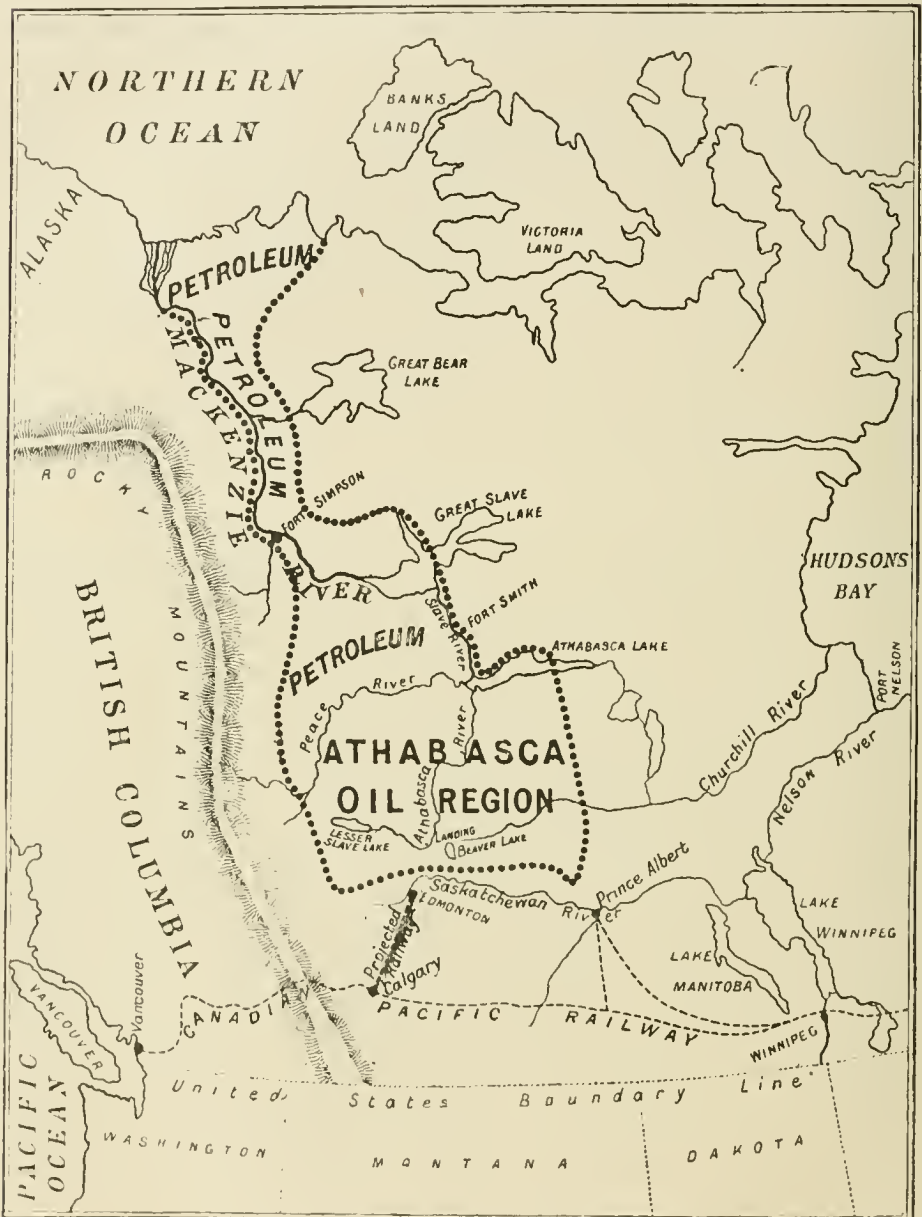 NORTHERN
OCEAN
BANKS
LAND
ALASKA
VICTORIA
LAND
PETROLEUM
PETROLEUM
MACKENZIE
GREAT BEAR
LAKE
ROCKY
MOUNTAINS
FORT SIMPSON
GREAT SLAVE
LAKE
RIVER
HUDSONS
BAY
Slave River
FORT SMITH
PETROLEUM
ATHABASCA LAKE
PORT
NELSON
BRITISH COLUMBIA
Peace River
Athabasca River
Churchill River
Nelson River
ATHABASCA
OIL REGION
LESSER
SLAVE LAKE
LANDING
BEAVER LAKE
Saskatchewan River
EDMONTON
Prince Albert
LAKE
WINNIPEG
LAKE
MANITOBA
Projected
Railway
Calgary
VANCOUVER
Vancouver
CANADIAN PACIFIC RAILWAY
WINNIPEG
PACIFIC
OCEAN
United States Boundary Line
WASHINGTON
MONTANA
DAKOTA